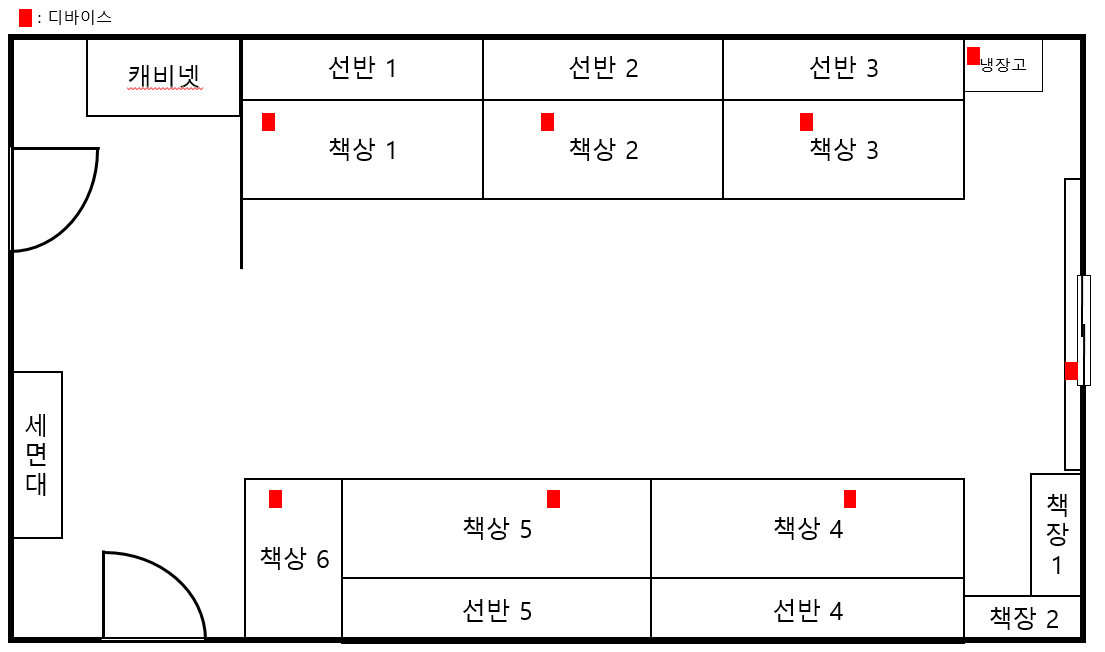 : 디바이스
캐비넷
선반 1
선반 2
선반 3
냉장고
책상 1
책상 2
책상 3
세
면
대
책상 6
책상 5
책상 4
책
장
1
선반 5
선반 4
책장 2